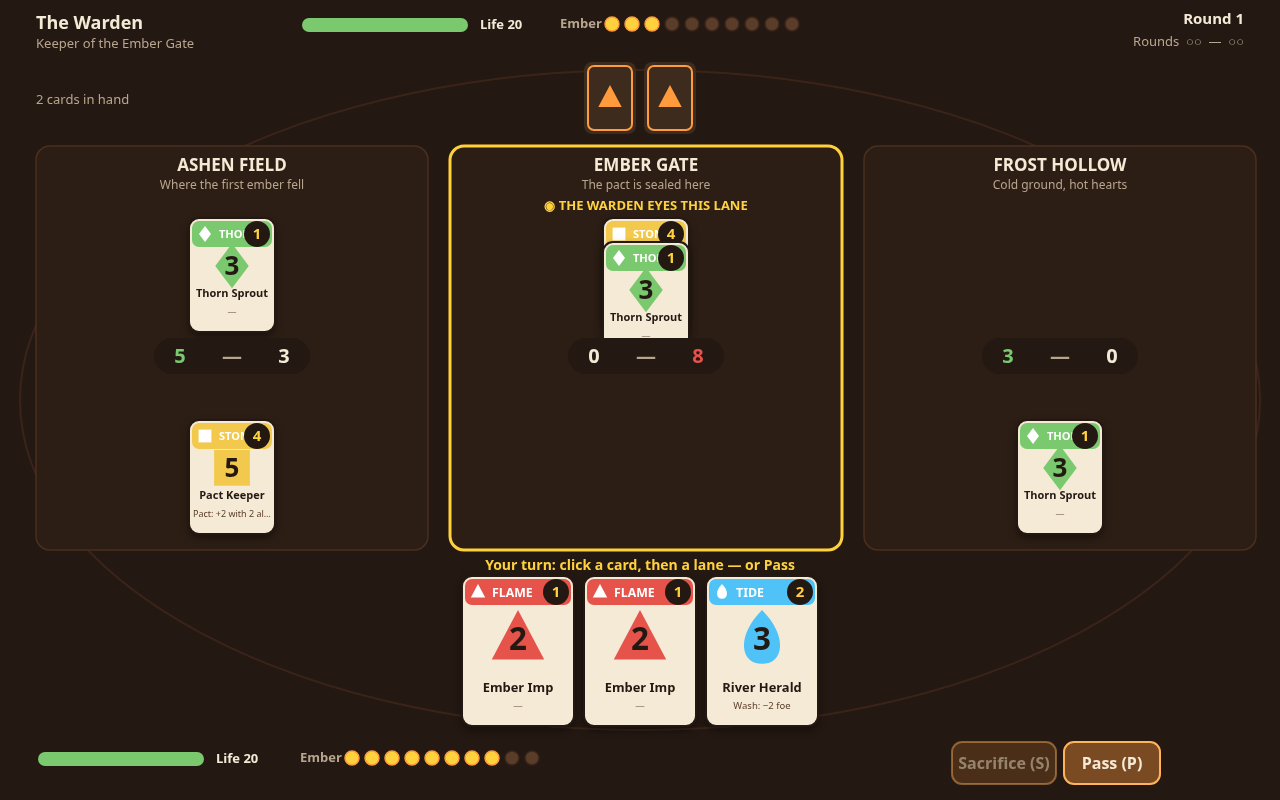 The Warden
Keeper of the Ember Gate
Life 20
Ember
Round 1
Rounds ○○ — ○○
2 cards in hand
ASHEN FIELD
Where the first ember fell
THO 1
3
Thorn Sprout
—
5 — 3
STO 4
5
Pact Keeper
Pact: +2 with 2 al...
EMBER GATE
The pact is sealed here
◉ THE WARDEN EYES THIS LANE
STO 4
THO 1
3
Thorn Sprout
—
0 — 8
FROST HOLLOW
Cold ground, hot hearts
3 — 0
THO 1
3
Thorn Sprout
—
Your turn: click a card, then a lane — or Pass
FLAME 1
2
Ember Imp
—
FLAME 1
2
Ember Imp
—
TIDE 2
3
River Herald
Wash: −2 foe
Life 20
Ember
Sacrifice (S)
Pass (P)